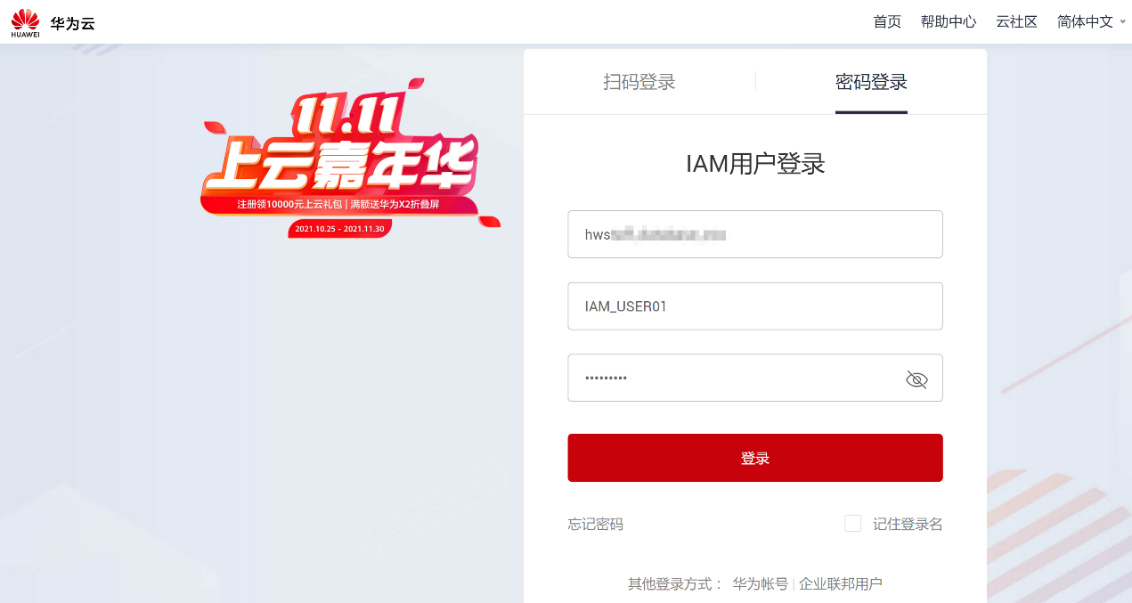 HUAWEI
华为云
首页 帮助中心 云社区 简体中文
11.11
上云嘉年华
注册领10000元上云礼包 | 满额送华为X2折叠屏
2021.10.25 - 2021.11.30
扫码登录
密码登录
IAM用户登录
hws
IAM_USER01
登录
忘记密码
记住登录名
其他登录方式： 华为帐号 | 企业联邦用户